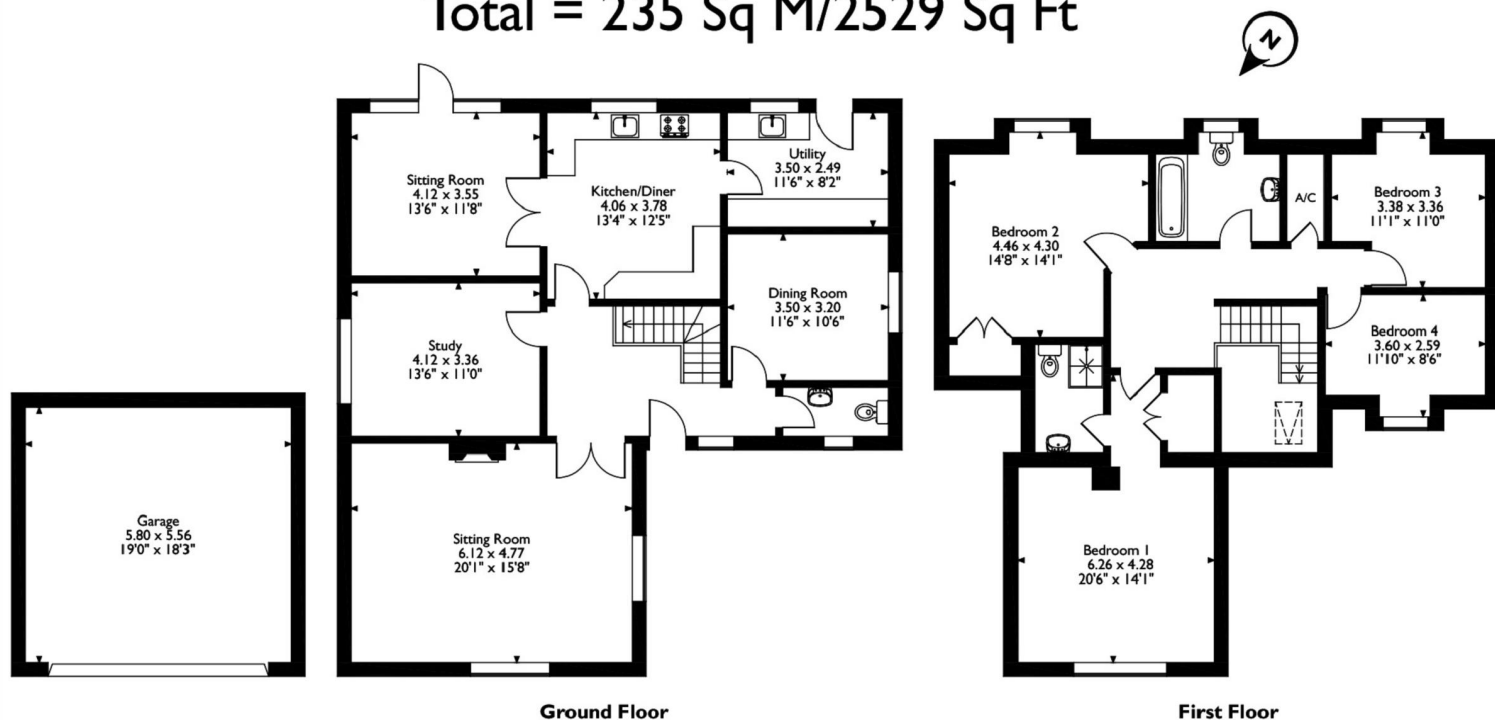 Total = 235 Sq M/2529 Sq Ft
N
Sitting Room
4.12 x 3.55
13'6" x 11'8"
Kitchen/Diner
4.06 x 3.78
13'4" x 12'5"
Utility
3.50 x 2.49
11'6" x 8'2"
Dining Room
3.50 x 3.20
11'6" x 10'6"
Study
4.12 x 3.36
13'6" x 11'0"
Garage
5.80 x 5.56
19'0" x 18'3"
Sitting Room
6.12 x 4.77
20'1" x 15'8"
Ground Floor
Bedroom 2
4.46 x 4.30
14'8" x 14'1"
A/C
Bedroom 3
3.38 x 3.36
11'1" x 11'0"
Bedroom 4
3.60 x 2.59
11'10" x 8'6"
Bedroom 1
6.26 x 4.28
20'6" x 14'1"
First Floor